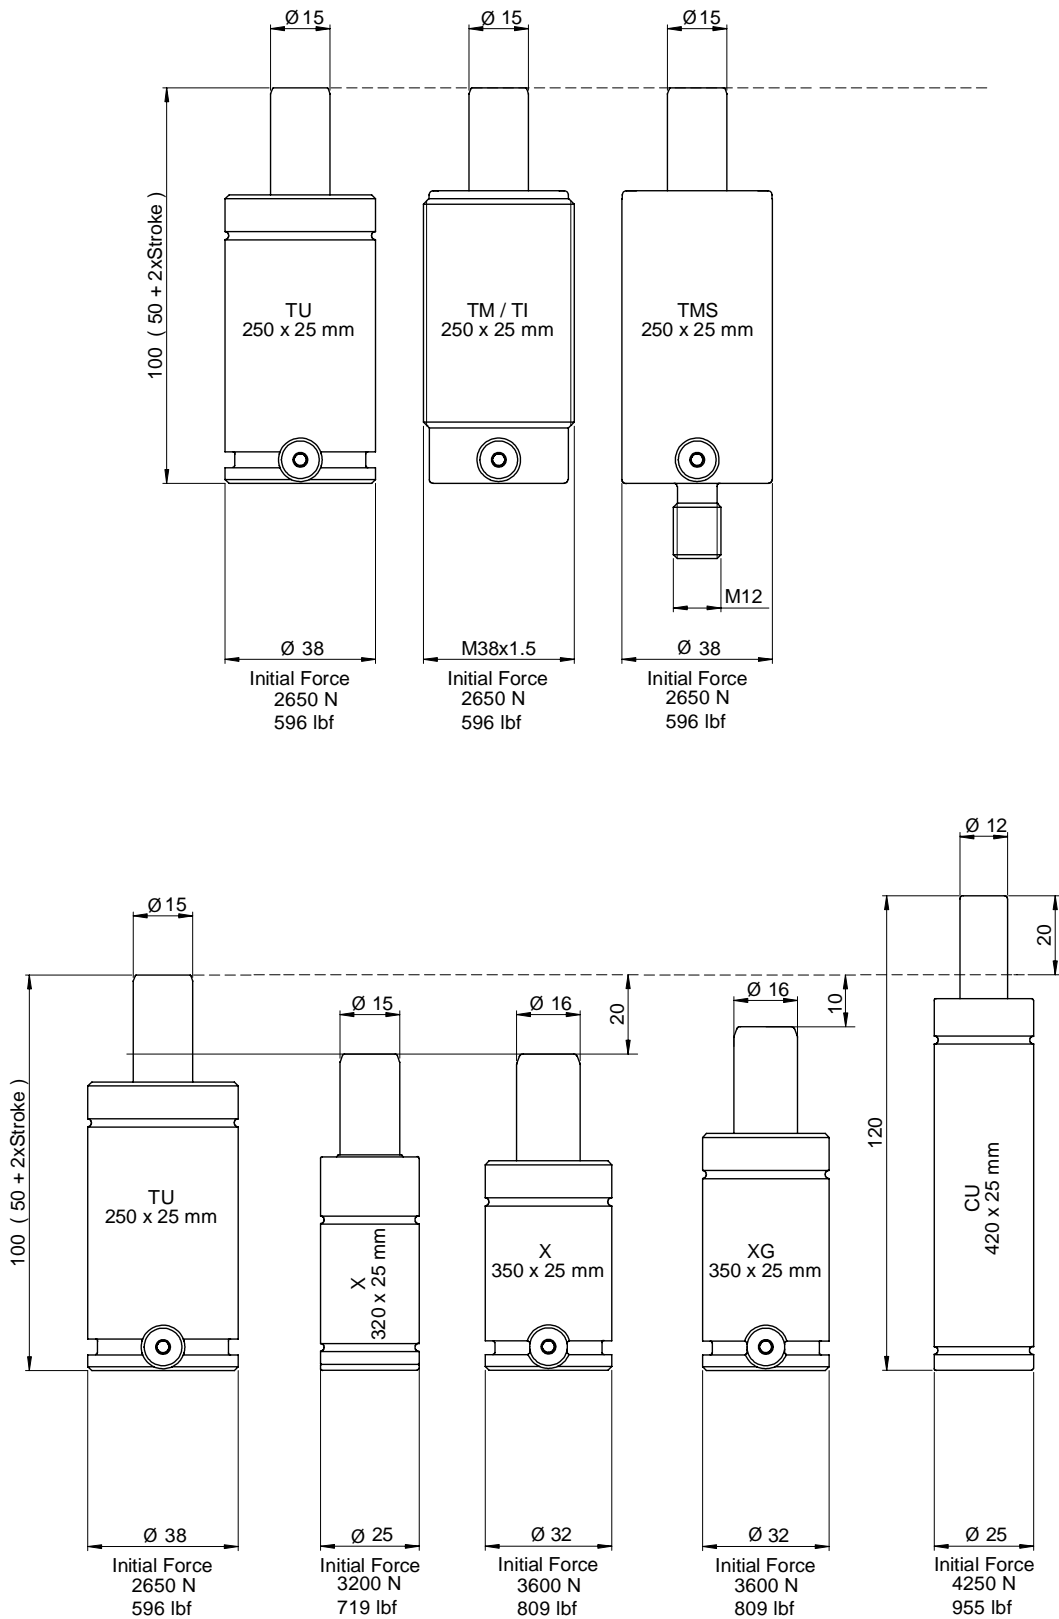 Ø 15
Ø 15
Ø 15
100 ( 50 + 2xStroke )
TU
250 x 25 mm
TM / TI
250 x 25 mm
TMS
250 x 25 mm
M12
Ø 38
M38x1.5
Ø 38
Initial Force
2650 N
596 lbf
Initial Force
2650 N
596 lbf
Initial Force
2650 N
596 lbf
Ø 12
Ø 15
20
Ø 15
Ø 16
20
Ø 16
10
100 ( 50 + 2xStroke )
120
TU
250 x 25 mm
X
320 x 25 mm
X
350 x 25 mm
XG
350 x 25 mm
CU
420 x 25 mm
Ø 38
Ø 25
Ø 32
Ø 32
Ø 25
Initial Force
2650 N
596 lbf
Initial Force
3200 N
719 lbf
Initial Force
3600 N
809 lbf
Initial Force
3600 N
809 lbf
Initial Force
4250 N
955 lbf